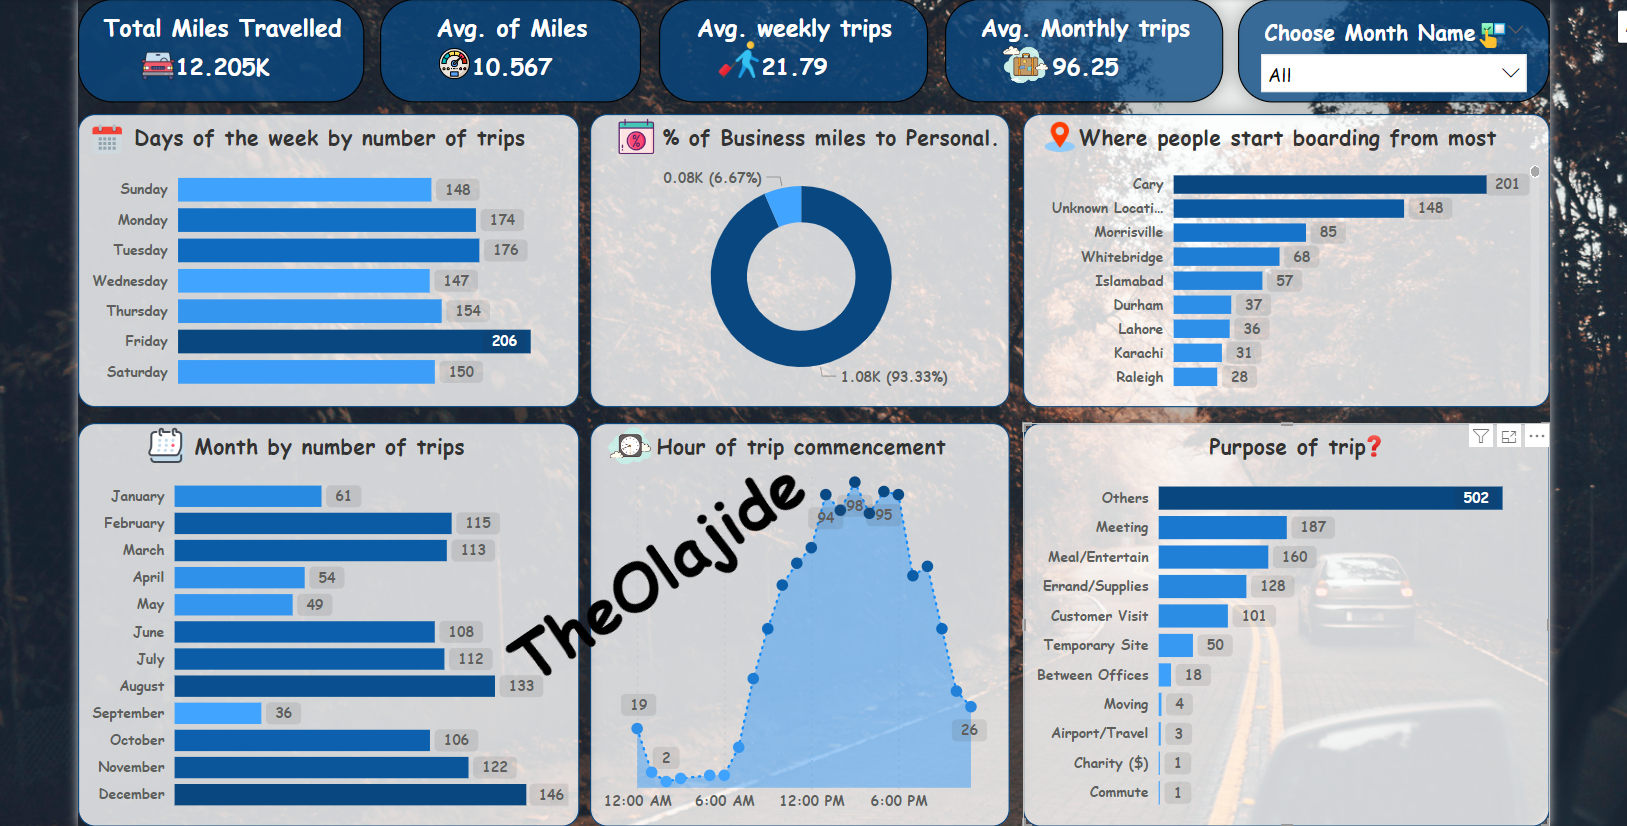 Total Miles Travelled
12.205K
Avg. of Miles
10.567
Avg. weekly trips
21.79
Avg. Monthly trips
96.25
Choose Month Name
All
Days of the week by number of trips
Sunday 148
Monday 174
Tuesday 176
Wednesday 147
Thursday 154
Friday 206
Saturday 150
% of Business miles to Personal.
0.08K (6.67%)
1.08K (93.33%)
Where people start boarding from most
Cary 201
Unknown Locati... 148
Morrisville 85
Whitebridge 68
Islamabad 57
Durham 37
Lahore 36
Karachi 31
Raleigh 28
Month by number of trips
January 61
February 115
March 113
April 54
May 49
June 108
July 112
August 133
September 36
October 106
November 122
December 146
Hour of trip commencement
94
98
95
19
2
26
12:00 AM 6:00 AM 12:00 PM 6:00 PM
TheOlajide
Purpose of trip?
Others 502
Meeting 187
Meal/Entertain 160
Errand/Supplies 128
Customer Visit 101
Temporary Site 50
Between Offices 18
Moving 4
Airport/Travel 3
Charity ($) 1
Commute 1